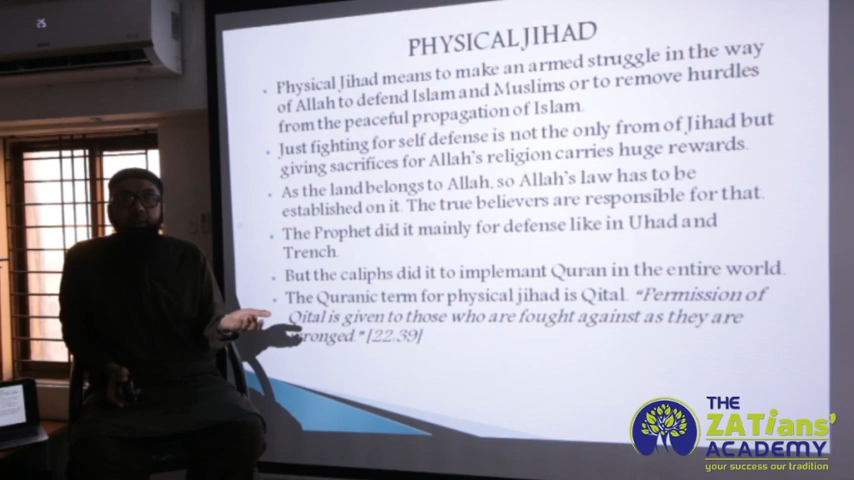 PHYSICAL JIHAD
Physical Jihad means to make an armed struggle in the way
of Allah to defend Islam and Muslims or to remove hurdles
from the peaceful propagation of Islam.
Just fighting for self defense is not the only from of Jihad but
giving sacrifices for Allah's religion carries huge rewards.
As the land belongs to Allah, so Allah's law has to be
established on it. The true believers are responsible for that.
The Prophet did it mainly for defense like in Uhad and
Trench.
But the caliphs did it to implemant Quran in the entire world.
The Quranic term for physical jihad is Qital. “Permission of
Qital is given to those who are fought against as they are
wronged.” [22.39]
THE
ZATians'
ACADEMY
your success our tradition